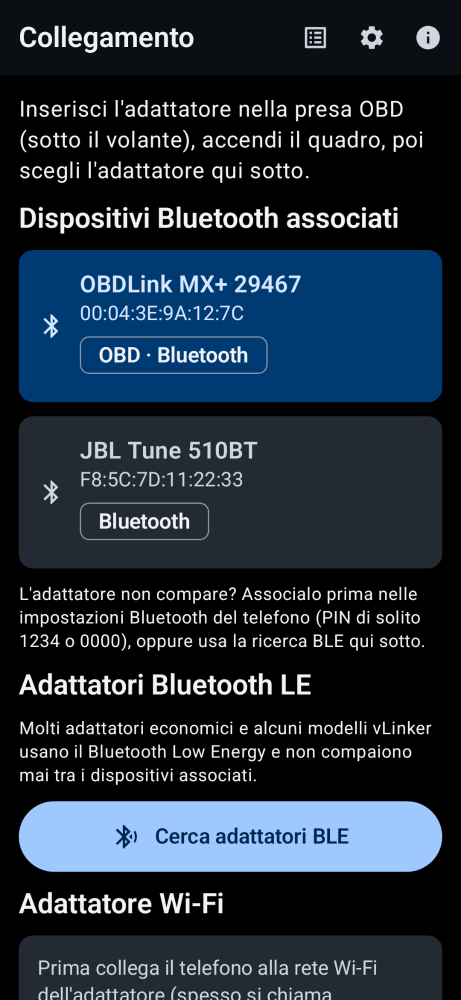 Collegamento
Inserisci l'adattatore nella presa OBD
(sotto il volante), accendi il quadro, poi
scegli l'adattatore qui sotto.
Dispositivi Bluetooth associati
OBDLink MX+ 29467
00:04:3E:9A:12:7C
OBD · Bluetooth
JBL Tune 510BT
F8:5C:7D:11:22:33
Bluetooth
L'adattatore non compare? Associalo prima nelle
impostazioni Bluetooth del telefono (PIN di solito
1234 o 0000), oppure usa la ricerca BLE qui sotto.
Adattatori Bluetooth LE
Molti adattatori economici e alcuni modelli vLinker
usano il Bluetooth Low Energy e non compaiono
mai tra i dispositivi associati.
Cerca adattatori BLE
Adattatore Wi-Fi
Prima collega il telefono alla rete Wi-Fi
dell'adattatore (spesso si chiama